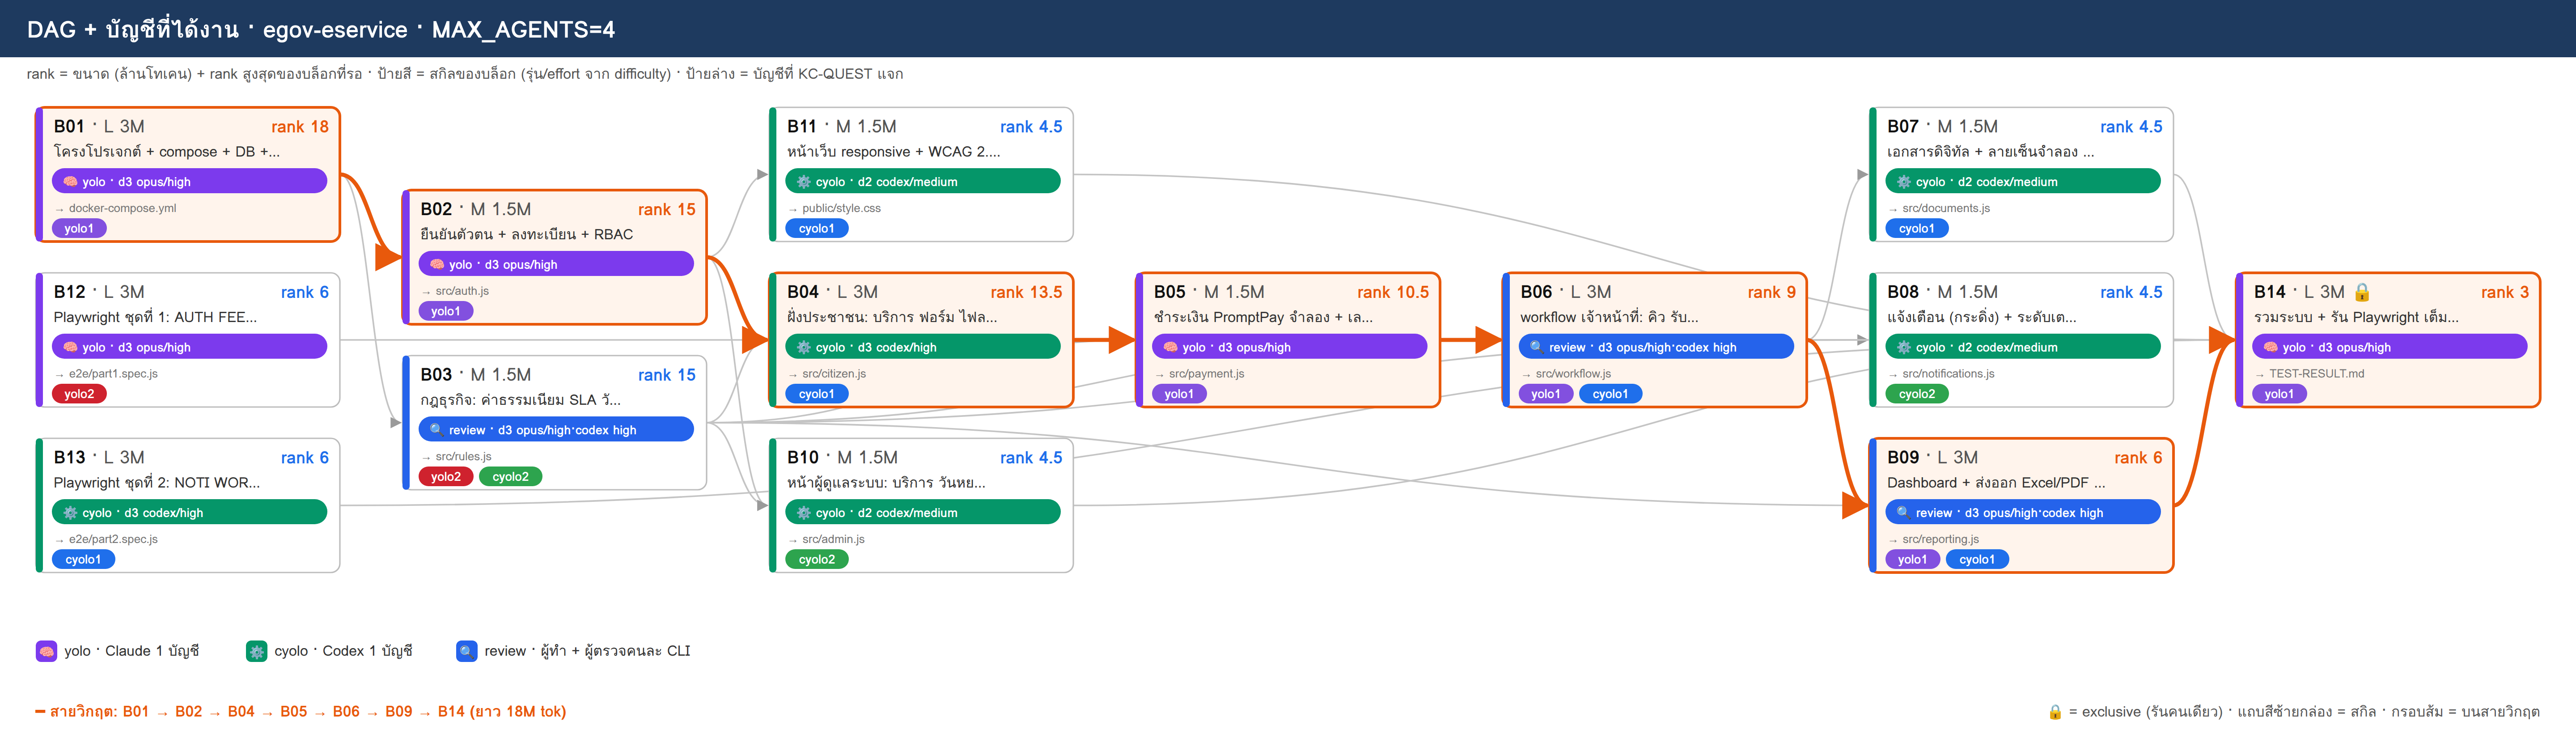 DAG + บัญชีที่ได้งาน · egov-eservice · MAX_AGENTS=4
rank = ขนาด (ล้านโทเคน) + rank สูงสุดของบล็อกที่รอ · ป้ายสี = สกิลของบล็อก (รุ่น/effort จาก difficulty) · ป้ายล่าง = บัญชีที่ KC-QUEST แจก
B01 · L 3M rank 18
โครงโปรเจกต์ + compose + DB +...
🧠 yolo · d3 opus/high
→ docker-compose.yml
yolo1
B12 · L 3M rank 6
Playwright ชุดที่ 1: AUTH FEE...
🧠 yolo · d3 opus/high
→ e2e/part1.spec.js
yolo2
B13 · L 3M rank 6
Playwright ชุดที่ 2: NOTI WOR...
⚙️ cyolo · d3 codex/high
→ e2e/part2.spec.js
cyolo1
B02 · M 1.5M rank 15
ยืนยันตัวตน + ลงทะเบียน + RBAC
🧠 yolo · d3 opus/high
→ src/auth.js
yolo1
B03 · M 1.5M rank 15
กฎธุรกิจ: ค่าธรรมเนียม SLA วั...
🔍 review · d3 opus/high·codex high
→ src/rules.js
yolo2 cyolo2
B11 · M 1.5M rank 4.5
หน้าเว็บ responsive + WCAG 2....
⚙️ cyolo · d2 codex/medium
→ public/style.css
cyolo1
B04 · L 3M rank 13.5
ฝั่งประชาชน: บริการ ฟอร์ม ไฟล...
⚙️ cyolo · d3 codex/high
→ src/citizen.js
cyolo1
B10 · M 1.5M rank 4.5
หน้าผู้ดูแลระบบ: บริการ วันหย...
⚙️ cyolo · d2 codex/medium
→ src/admin.js
cyolo2
B05 · M 1.5M rank 10.5
ชำระเงิน PromptPay จำลอง + เล...
🧠 yolo · d3 opus/high
→ src/payment.js
yolo1
B06 · L 3M rank 9
workflow เจ้าหน้าที่: คิว รับ...
🔍 review · d3 opus/high·codex high
→ src/workflow.js
yolo1 cyolo1
B07 · M 1.5M rank 4.5
เอกสารดิจิทัล + ลายเซ็นจำลอง ...
⚙️ cyolo · d2 codex/medium
→ src/documents.js
cyolo1
B08 · M 1.5M rank 4.5
แจ้งเตือน (กระดิ่ง) + ระดับเต...
⚙️ cyolo · d2 codex/medium
→ src/notifications.js
cyolo2
B09 · L 3M rank 6
Dashboard + ส่งออก Excel/PDF ...
🔍 review · d3 opus/high·codex high
→ src/reporting.js
yolo1 cyolo1
B14 · L 3M 🔒 rank 3
รวมระบบ + รัน Playwright เต็ม...
🧠 yolo · d3 opus/high
→ TEST-RESULT.md
yolo1
🧠 yolo · Claude 1 บัญชี
⚙️ cyolo · Codex 1 บัญชี
🔍 review · ผู้ทำ + ผู้ตรวจคนละ CLI
━ สายวิกฤต: B01 → B02 → B04 → B05 → B06 → B09 → B14 (ยาว 18M tok)
🔒 = exclusive (รันคนเดียว) · แถบสีซ้ายกล่อง = สกิล · กรอบส้ม = บนสายวิกฤต